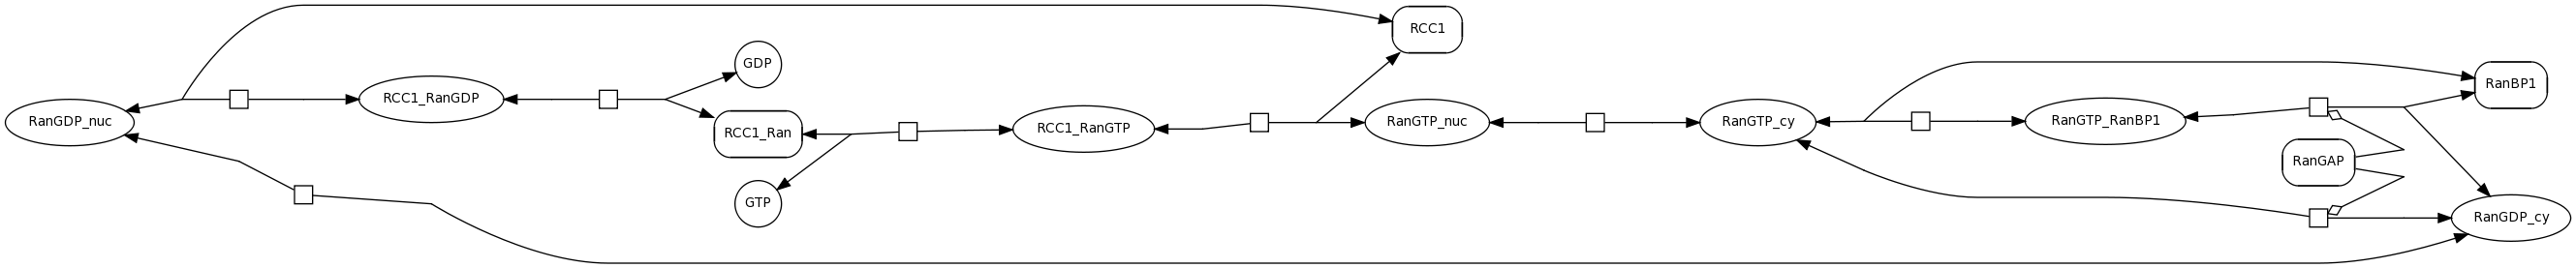 RCC1
GDP
RanBP1
RCC1_RanGDP
RanGDP_nuc
RCC1_Ran
RCC1_RanGTP
RanGTP_nuc
RanGTP_cy
RanGTP_RanBP1
RanGAP
GTP
RanGDP_cy